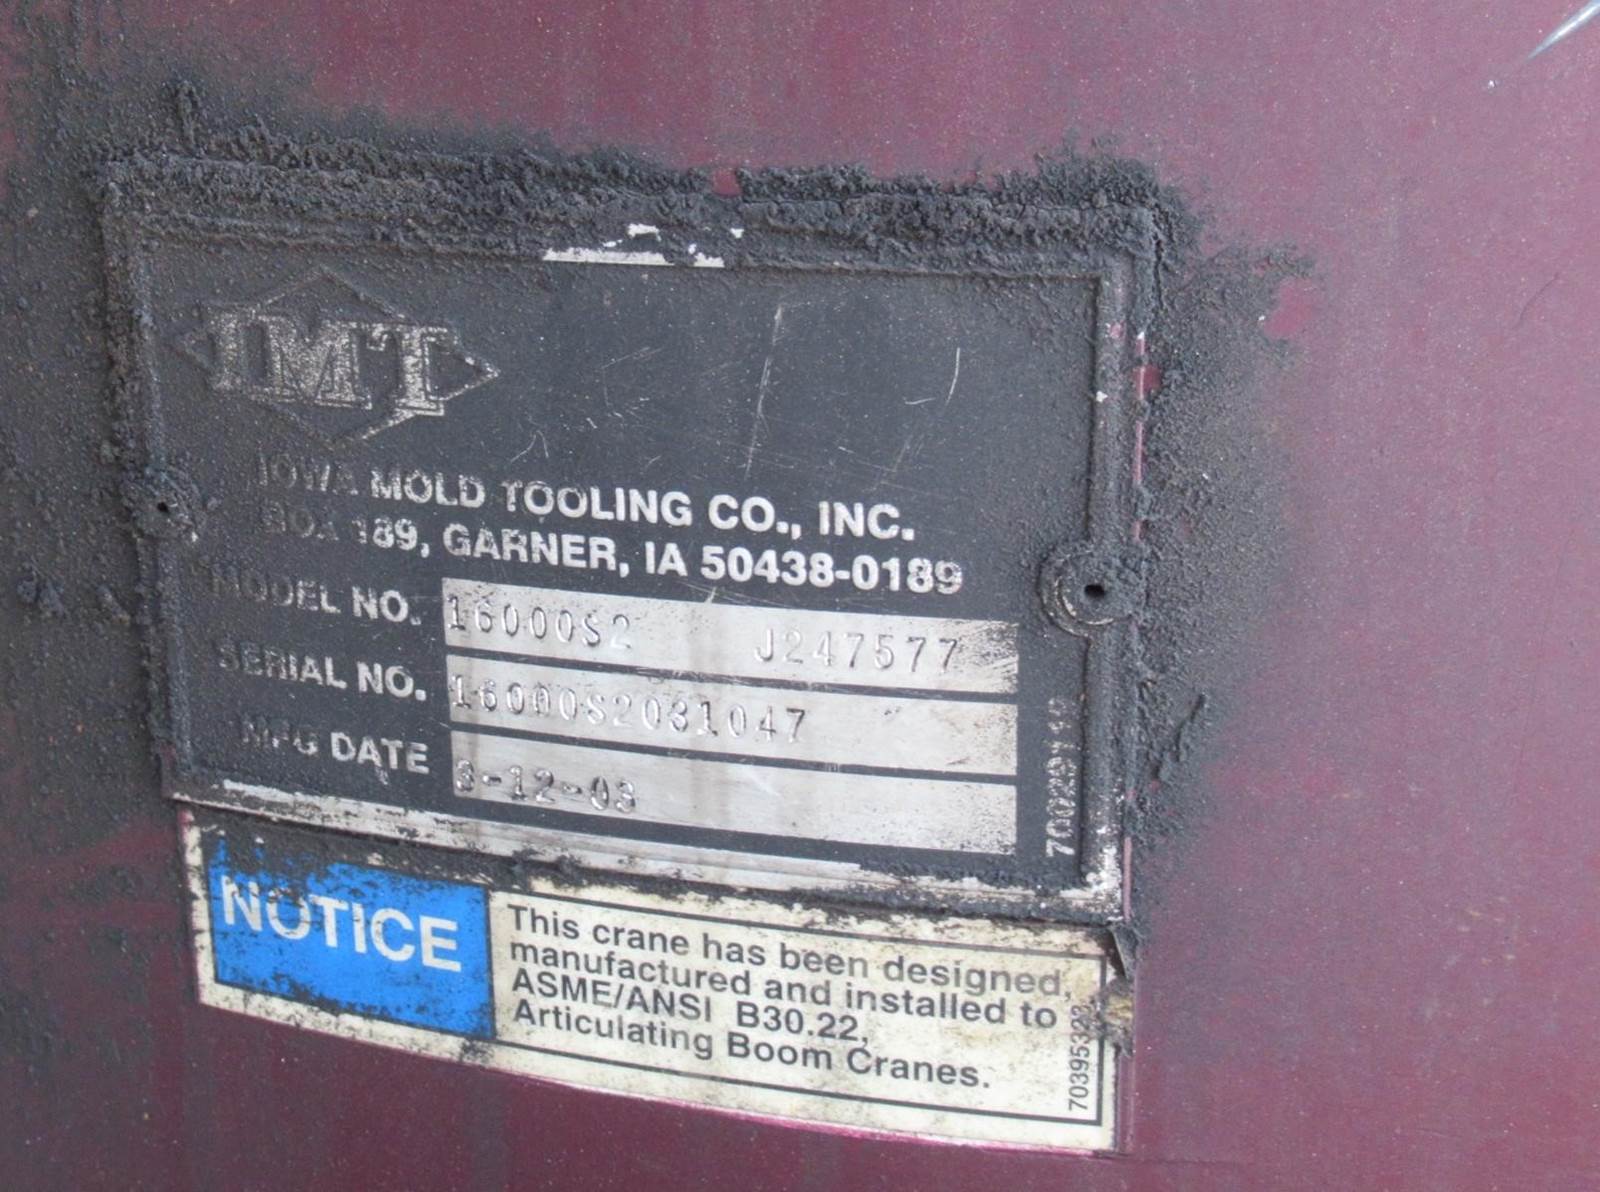 IMT
IOWA MOLD TOOLING CO., INC.
BOX 189, GARNER, IA 50438-0189
MODEL NO. 16000S2 J247577
SERIAL NO. 16000S2031047
MFG DATE 3-12-03
NOTICE
This crane has been designed,
manufactured and installed to
ASME/ANSI B30.22,
Articulating Boom Cranes.